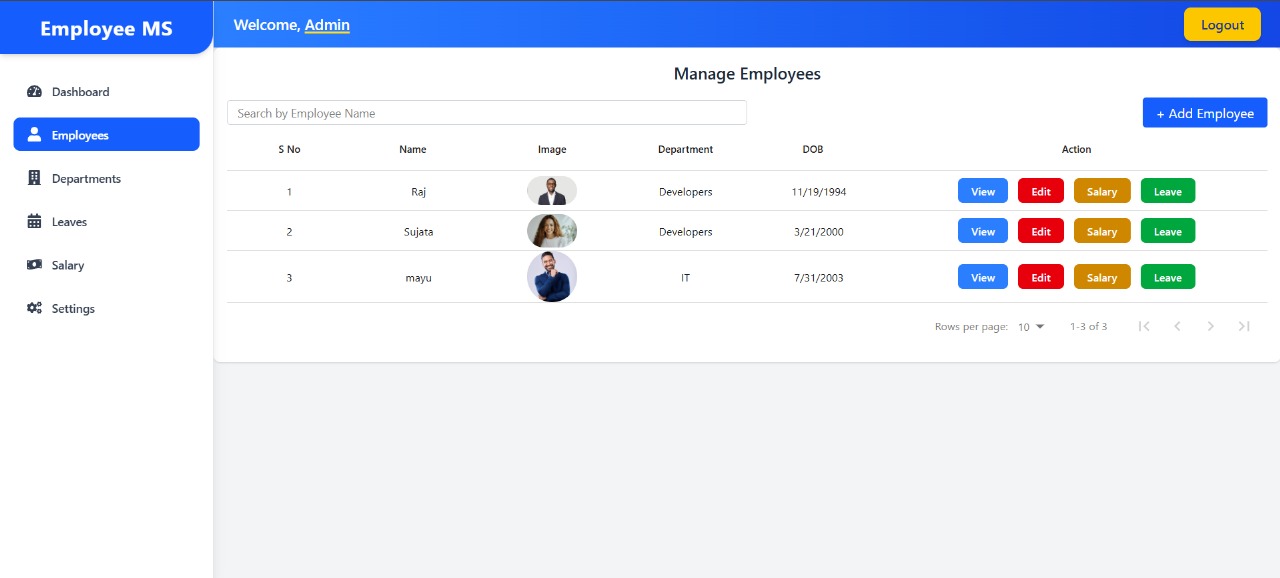 Employee MS
Welcome, Admin
Logout
Dashboard
Employees
Departments
Leaves
Salary
Settings
Manage Employees
Search by Employee Name
+ Add Employee
S No Name Image Department DOB Action
1 Raj Developers 11/19/1994 View Edit Salary Leave
2 Sujata Developers 3/21/2000 View Edit Salary Leave
3 mayu IT 7/31/2003 View Edit Salary Leave
Rows per page: 10 1-3 of 3